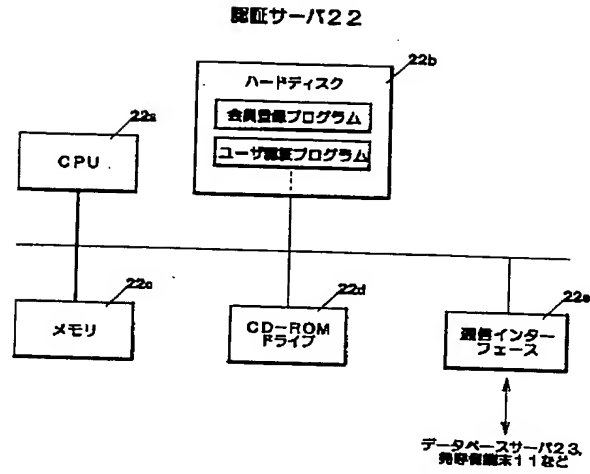 認証サーバ22
22b
ハードディスク
会員登録プログラム
ユーザ認証プログラム
22a
CPU
22c
メモリ
22d
CD-ROM
ドライブ
22e
通信インター
フェース
データベースサーバ23,
発呼側端末11など